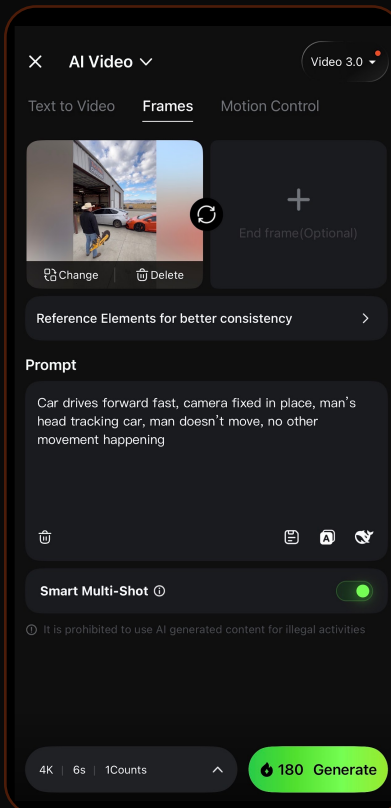 AI Video
Video 3.0
Text to Video
Frames
Motion Control
Change
Delete
End frame(Optional)
Reference Elements for better consistency
Prompt
Car drives forward fast, camera fixed in place, man's
head tracking car, man doesn't move, no other
movement happening
A
Smart Multi-Shot
It is prohibited to use AI generated content for illegal activities
4K | 6s | 1Counts
180 Generate